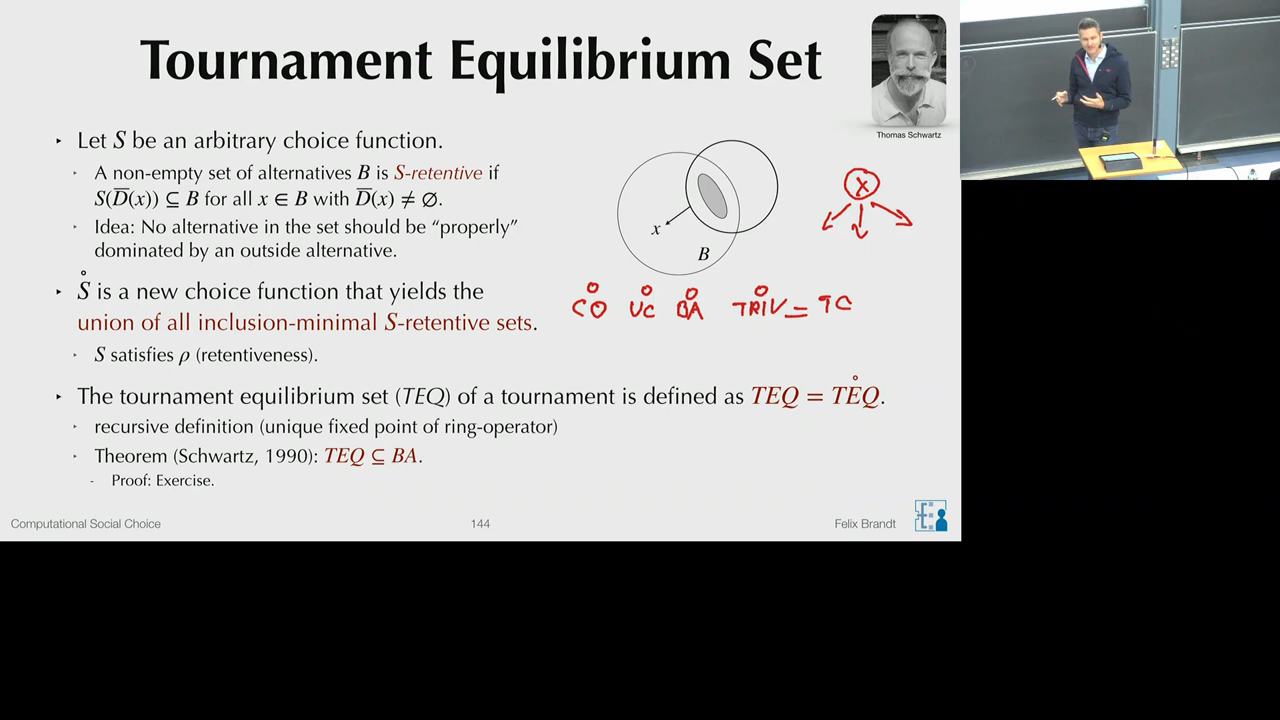 Tournament Equilibrium Set
Thomas Schwartz
‣ Let S be an arbitrary choice function.
‣ A non-empty set of alternatives B is S-retentive if
S(D̅(x)) ⊆ B for all x ∈ B with D̅(x) ≠ ∅.
‣ Idea: No alternative in the set should be “properly”
dominated by an outside alternative.
x
B
X
‣ S̊ is a new choice function that yields the
union of all inclusion-minimal S-retentive sets.
CO̊ UC̊ BÅ TRIV̊ = TC
‣ S satisfies ρ (retentiveness).
‣ The tournament equilibrium set (TEQ) of a tournament is defined as TEQ = TE̊Q.
‣ recursive definition (unique fixed point of ring-operator)
‣ Theorem (Schwartz, 1990): TEQ ⊆ BA.
- Proof: Exercise.
Computational Social Choice
144
Felix Brandt